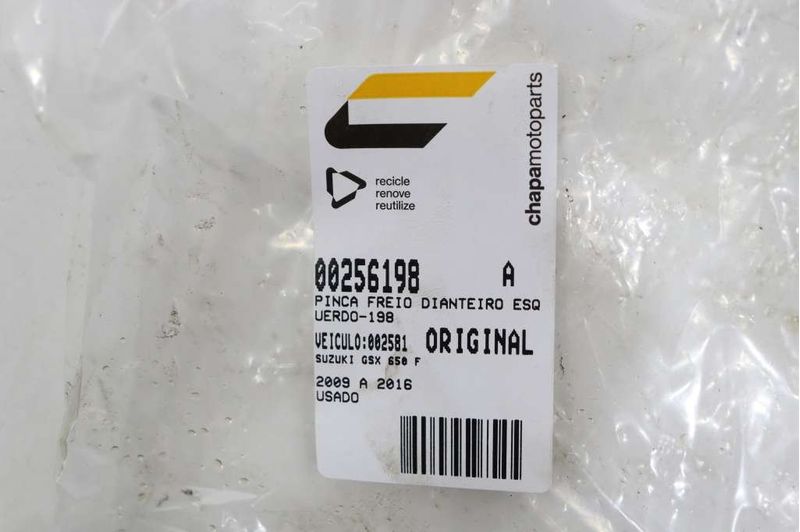 chapamotoparts
recicle
renove
reutilize
00256198 A
PINCA FREIO DIANTEIRO ESQ
UERDO-198
VEICULO:002581 ORIGINAL
SUZUKI GSX 650 F
2009 A 2016
USADO